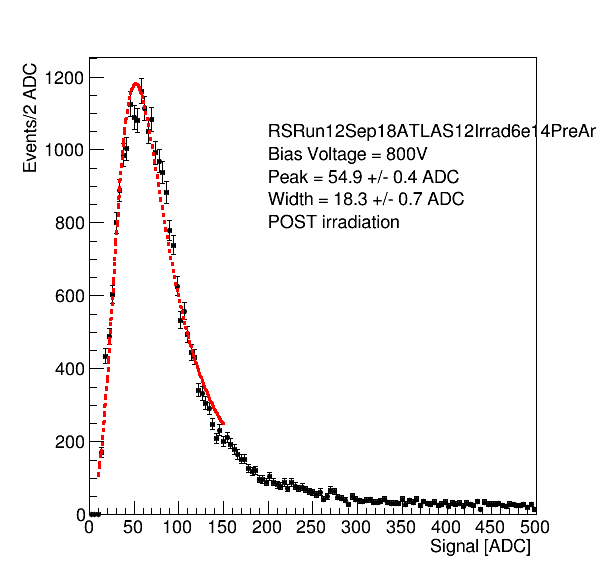 Events/2 ADC
1200
1000
800
600
400
200
0
RSRun12Sep18ATLAS12Irrad6e14PreAr
Bias Voltage = 800V
Peak = 54.9 +/- 0.4 ADC
Width = 18.3 +/- 0.7 ADC
POST irradiation
0 50 100 150 200 250 300 350 400 450 500
Signal [ADC]